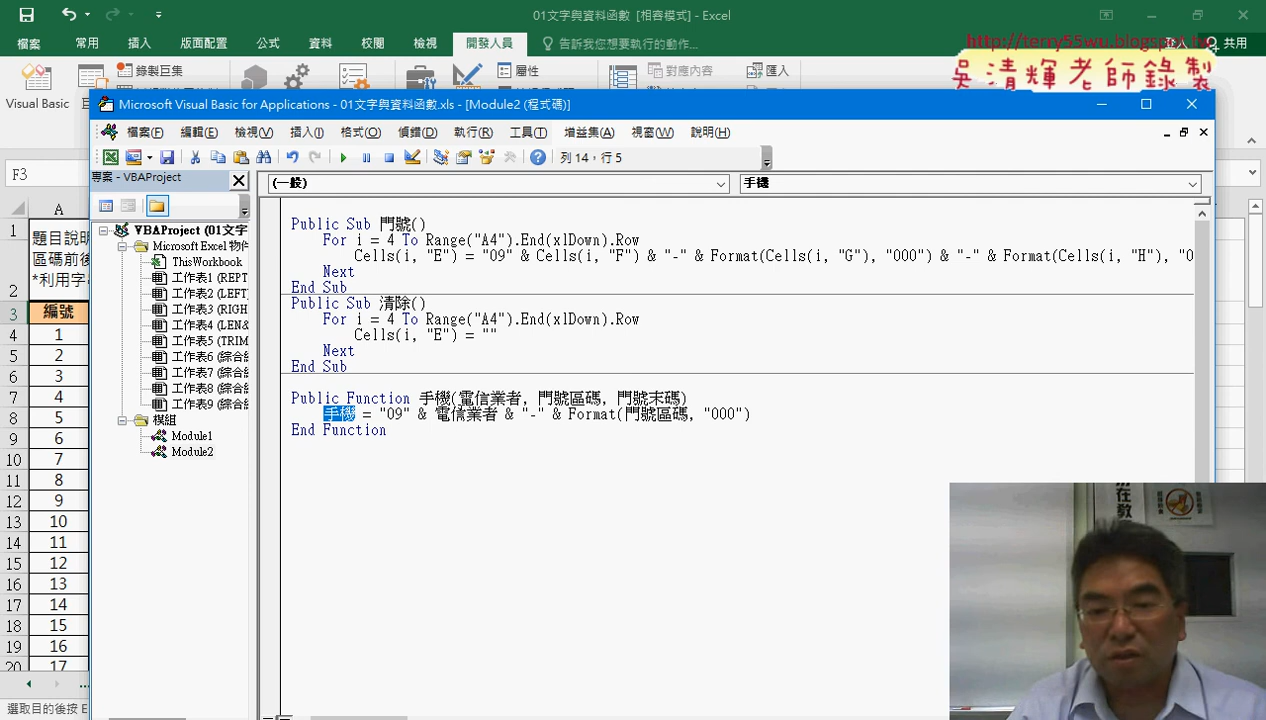 01文字與資料函數 [相容模式] - Excel
檔案 常用 插入 版面配置 公式 資料 校閱 檢視 開發人員 告訴我您想要執行的動作... 登入 共用
http://terry55wu.blogspot.tw
吳清輝老師錄製
錄製巨集 屬性 對應內容 匯入
Visual Basic
Microsoft Visual Basic for Applications - 01文字與資料函數.xls - [Module2 (程式碼)]
檔案(F) 編輯(E) 檢視(V) 插入(I) 格式(O) 偵錯(D) 執行(R) 工具(T) 增益集(A) 視窗(W) 說明(H)
列 14，行 5
F3
專案 - VBAProject
(一般) 手機
VBAProject (01文字
Microsoft Excel 物件
ThisWorkbook
工作表1 (REPT
工作表2 (LEFT
工作表3 (RIGH
工作表4 (LEN&
工作表5 (TRIM
工作表6 (綜合
工作表7 (綜合
工作表8 (綜合
工作表9 (綜合
模組
Module1
Module2
Public Sub 門號()
For i = 4 To Range("A4").End(xlDown).Row
Cells(i, "E") = "09" & Cells(i, "F") & "-" & Format(Cells(i, "G"), "000") & "-" & Format(Cells(i, "H"), "0
Next
End Sub
Public Sub 清除()
For i = 4 To Range("A4").End(xlDown).Row
Cells(i, "E") = ""
Next
End Sub
Public Function 手機(電信業者, 門號區碼, 門號末碼)
手機 = "09" & 電信業者 & "-" & Format(門號區碼, "000")
End Function
A
1
題目說明
區碼前後
2
*利用字串
3 編號
4 1
5 2
6 3
7 4
8 5
9 6
10 7
11 8
12 9
13 10
14 11
15 12
16 13
17 14
18 15
19 16
20 17
選取目的後按 E